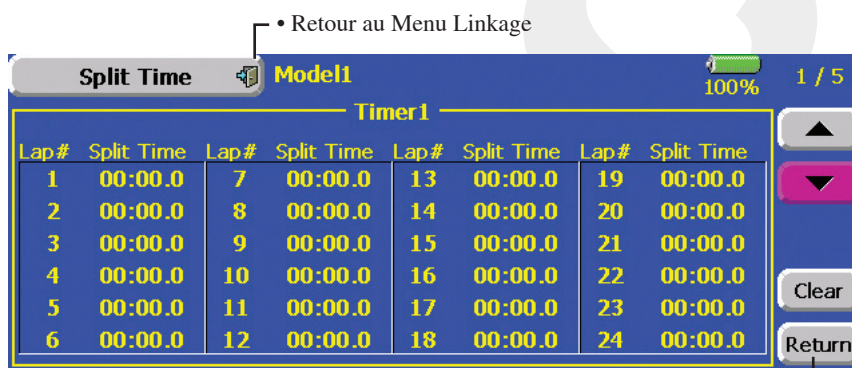 • Retour au Menu Linkage
Split Time Model1 100% 1 / 5
Timer1
Lap# Split Time Lap# Split Time Lap# Split Time Lap# Split Time
1 00:00.0 7 00:00.0 13 00:00.0 19 00:00.0
2 00:00.0 8 00:00.0 14 00:00.0 20 00:00.0
3 00:00.0 9 00:00.0 15 00:00.0 21 00:00.0
4 00:00.0 10 00:00.0 16 00:00.0 22 00:00.0
5 00:00.0 11 00:00.0 17 00:00.0 23 00:00.0
6 00:00.0 12 00:00.0 18 00:00.0 24 00:00.0
Clear
Return